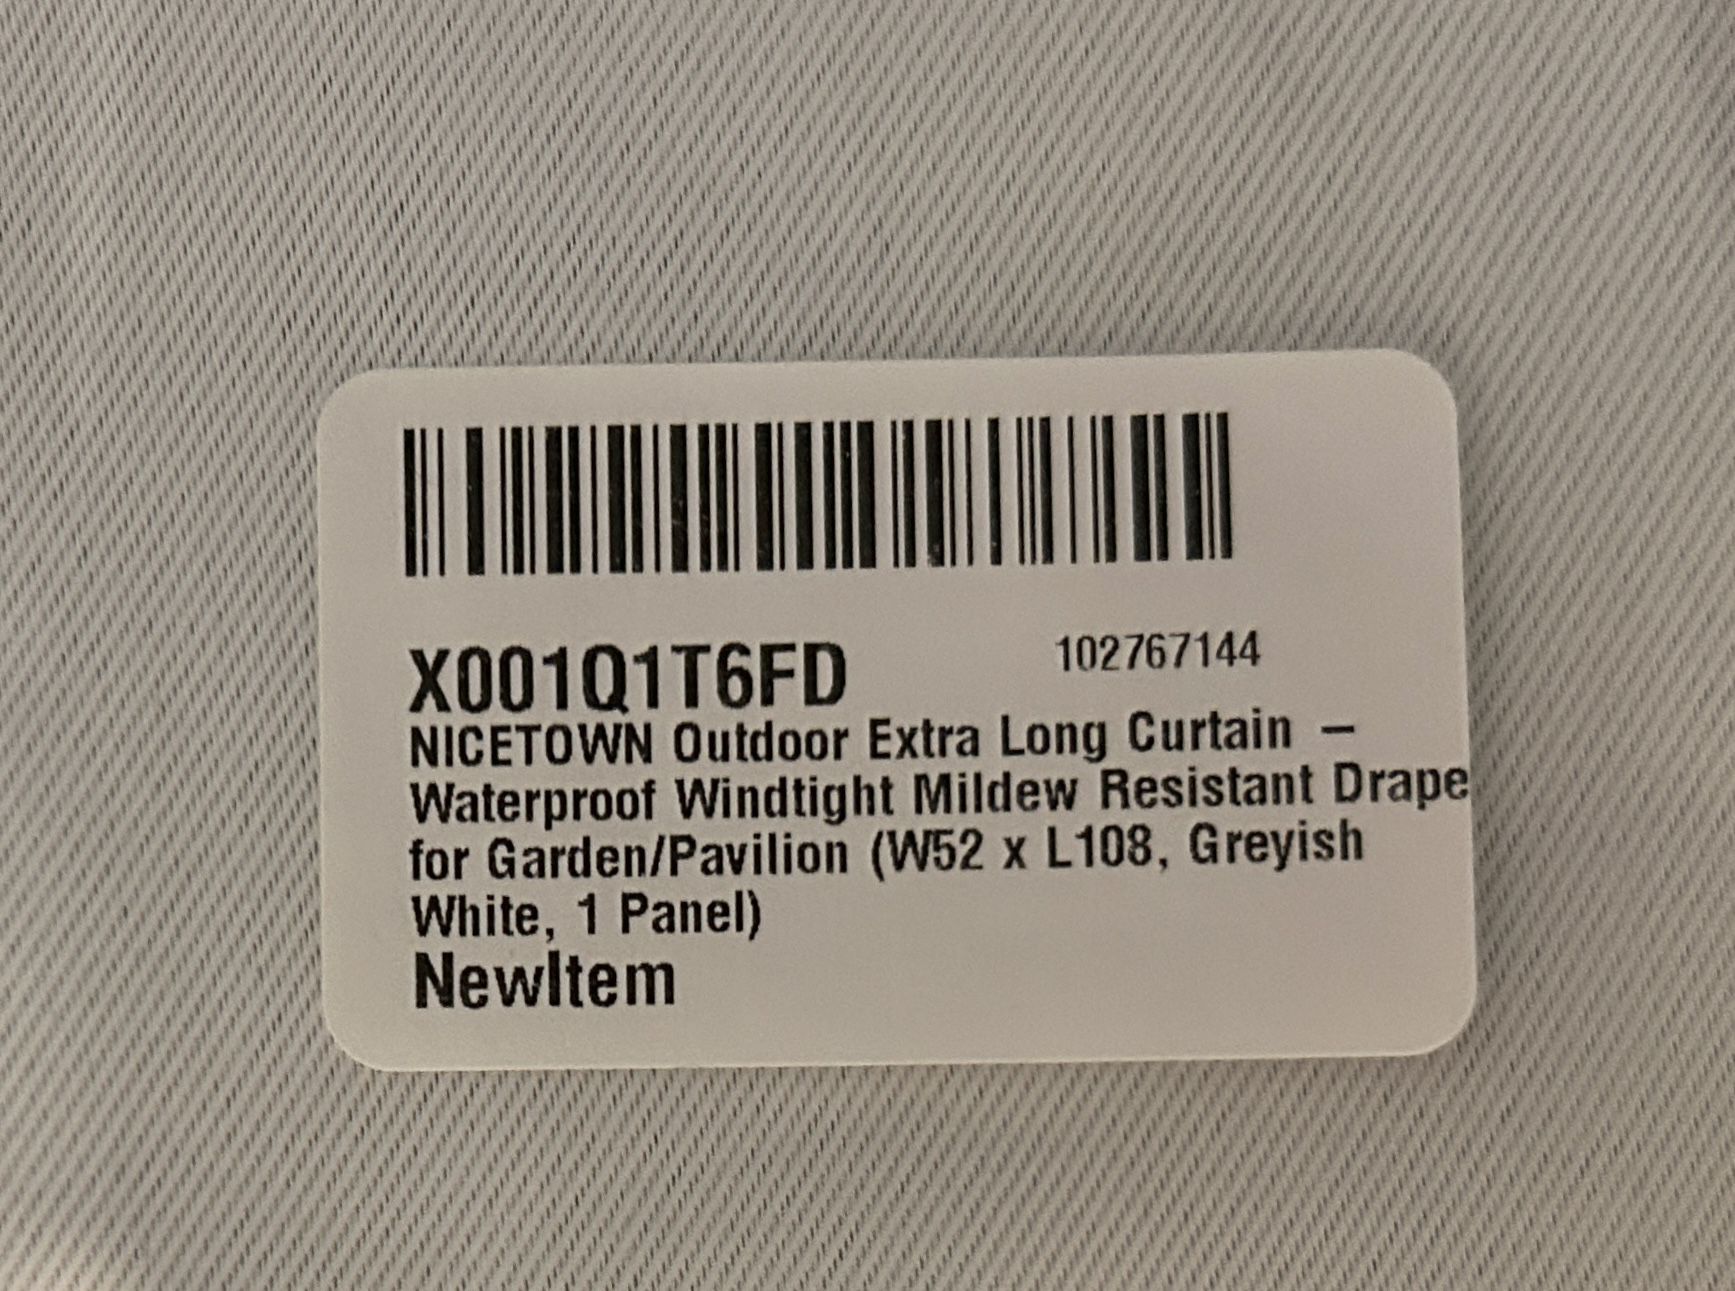 X001Q1T6FD 102767144
NICETOWN Outdoor Extra Long Curtain –
Waterproof Windtight Mildew Resistant Drape
for Garden/Pavilion (W52 x L108, Greyish
White, 1 Panel)
NewItem